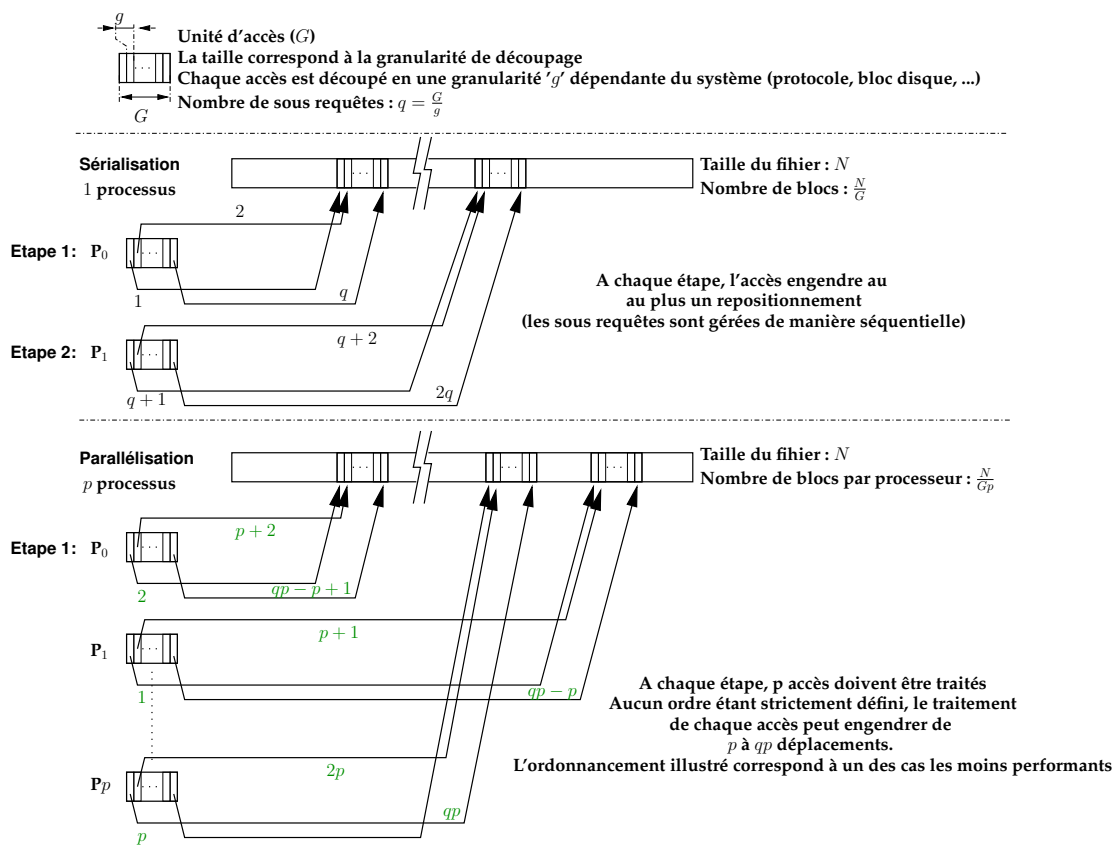 g
Unité d'accès (G)
La taille correspond à la granularité de découpage
Chaque accès est découpé en une granularité 'g' dépendante du système (protocole, bloc disque, ...)
Nombre de sous requêtes : q = G/g
G
Sérialisation
1 processus
Taille du fihier : N
Nombre de blocs : N/G
2
Etape 1: P0
1
q
A chaque étape, l'accès engendre au
au plus un repositionnement
(les sous requêtes sont gérées de manière séquentielle)
q + 2
Etape 2: P1
q + 1
2q
Parallélisation
p processus
Taille du fihier : N
Nombre de blocs par processeur : N/Gp
p + 2
Etape 1: P0
2
qp − p + 1
p + 1
P1
1
qp − p
A chaque étape, p accès doivent être traités
Aucun ordre étant strictement défini, le traitement
de chaque accès peut engendrer de
p à qp déplacements.
L'ordonnancement illustré correspond à un des cas les moins performants
2p
Pp
qp
p